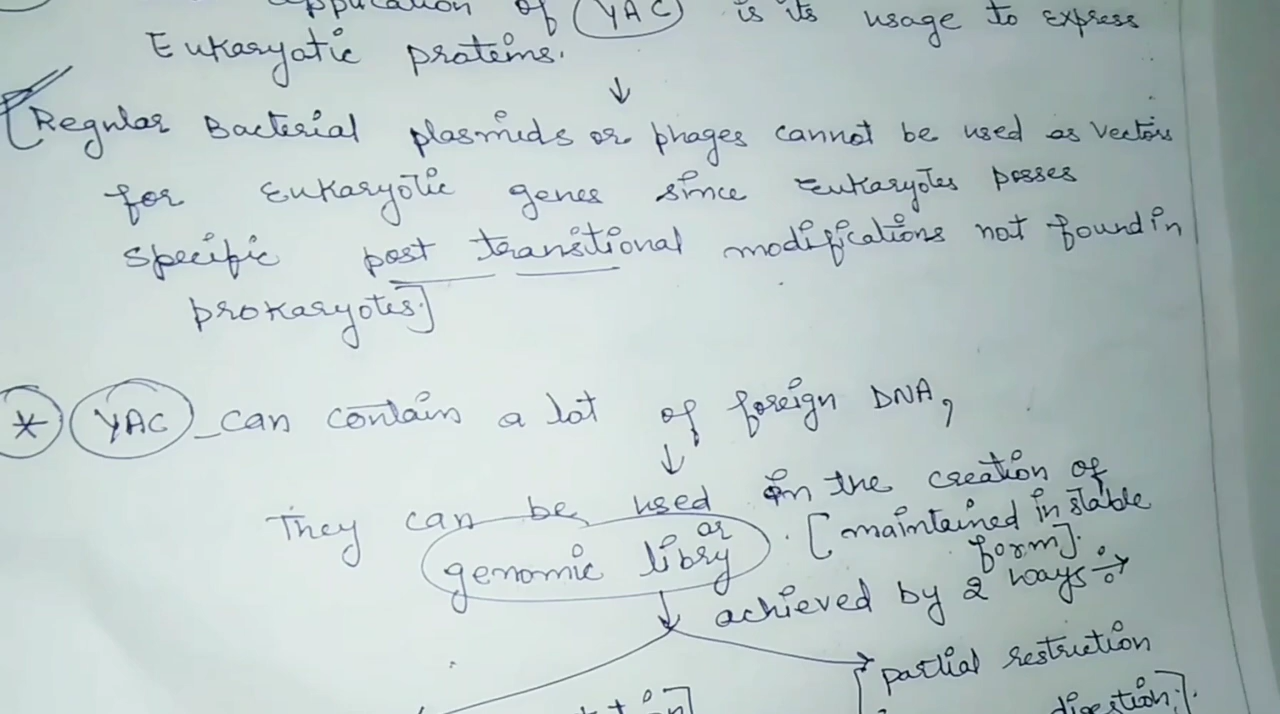 application of YAC is its usage to express
Eukaryotic proteins.
↓
[Regular Bacterial plasmids or phages cannot be used as vectors
for Eukaryotic genes since Eukaryotes posses
specific post transitional modifications not found in
prokaryotes]
* YAC can contain a lot of foreign DNA,
↓
They can be used in the creation of
genomic libry ar . [maintained in stable
form].
achieved by 2 ways ÷→
partial restriction
digestion].